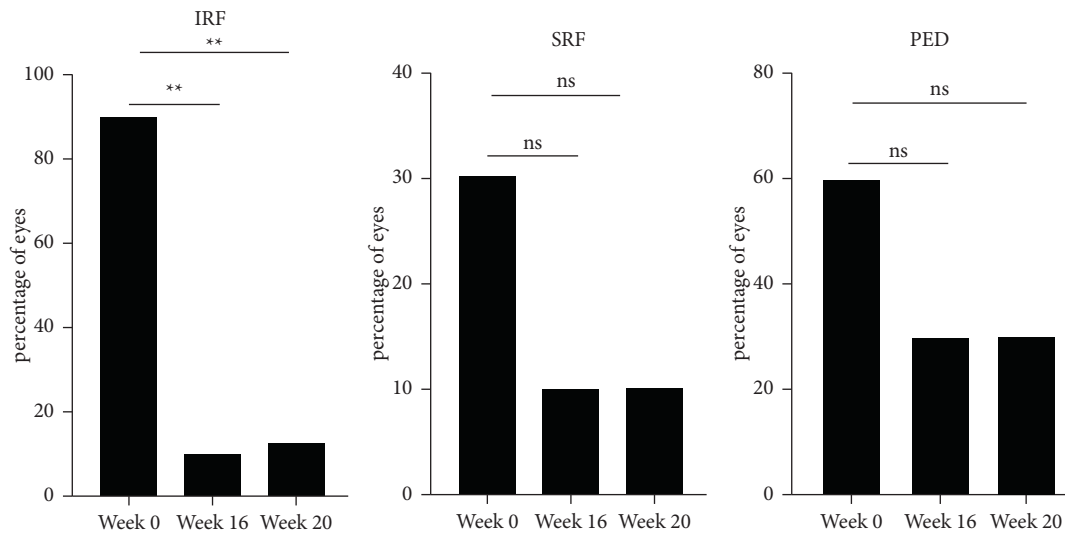 IRF
**
**
percentage of eyes
100
80
60
40
20
0
Week 0 Week 16 Week 20
SRF
ns
ns
percentage of eyes
40
30
20
10
0
Week 0 Week 16 Week 20
PED
ns
ns
percentage of eyes
80
60
40
20
0
Week 0 Week 16 Week 20